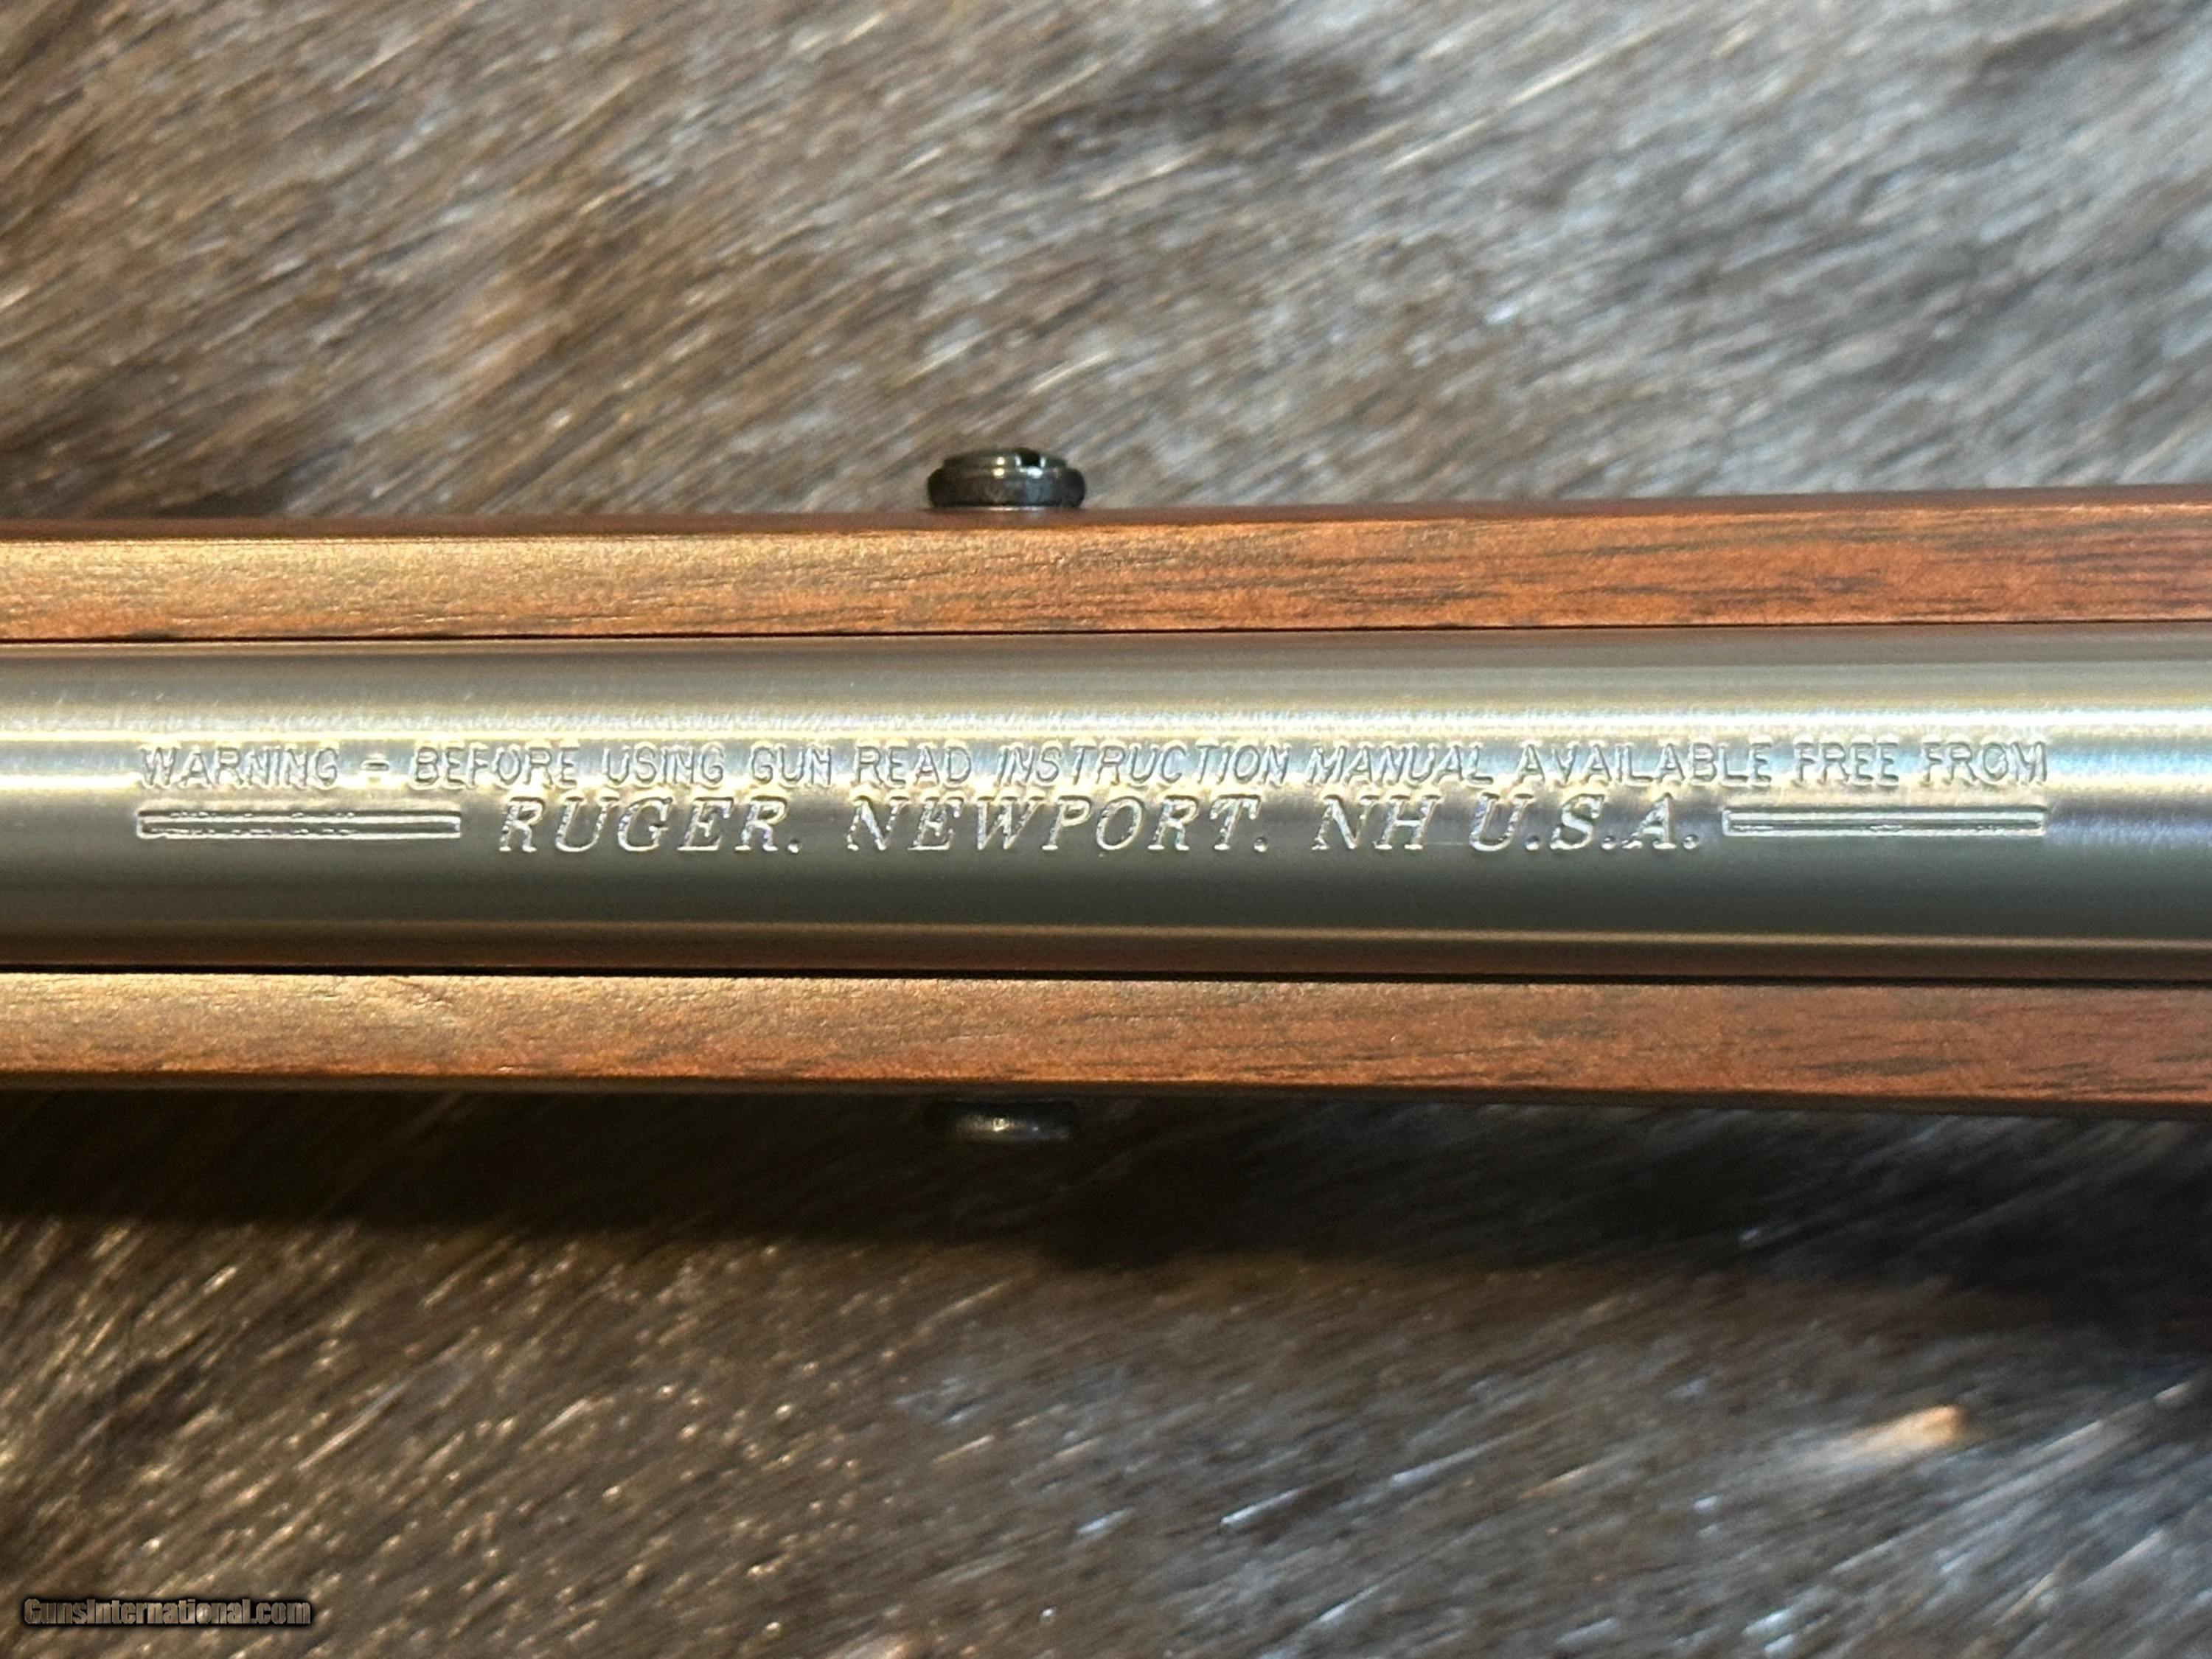 WARNING - BEFORE USING GUN READ INSTRUCTION MANUAL AVAILABLE FREE FROM
RUGER. NEWPORT. NH U.S.A.
GunsInternational.com